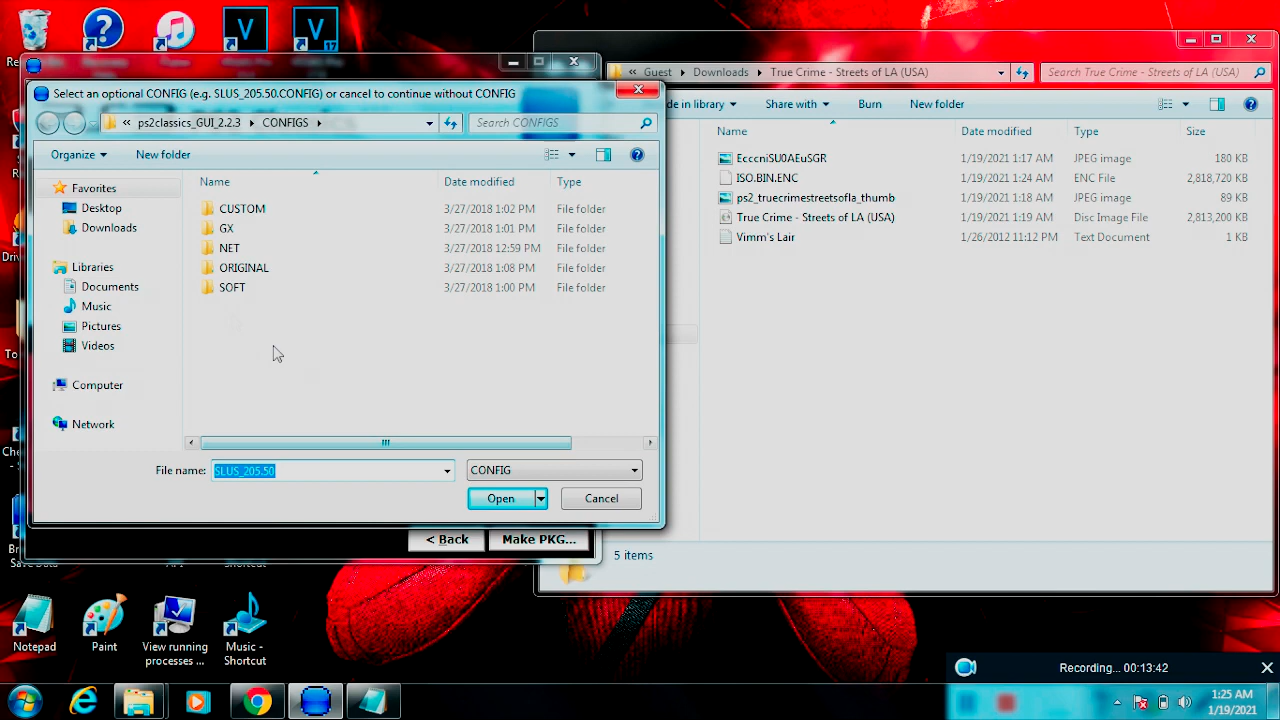 Select an optional CONFIG (e.g. SLUS_205.50.CONFIG) or cancel to continue without CONFIG
ps2classics_GUI_2.2.3
CONFIGS
Search CONFIGS
Organize
New folder
Name
Date modified
Type
Favorites
Desktop
Downloads
Libraries
Documents
Music
Pictures
Videos
Computer
Network
CUSTOM 3/27/2018 1:02 PM File folder
GX 3/27/2018 1:01 PM File folder
NET 3/27/2018 12:59 PM File folder
ORIGINAL 3/27/2018 1:08 PM File folder
SOFT 3/27/2018 1:00 PM File folder
File name: SLUS_205.50
CONFIG
Open
Cancel
< Back
Make PKG...
Guest
Downloads
True Crime - Streets of LA (USA)
Search True Crime - Streets of LA (USA)
de in library
Share with
Burn
New folder
Name
Date modified
Type
Size
EcccniSU0AEuSGR 1/19/2021 1:17 AM JPEG image 180 KB
ISO.BIN.ENC 1/19/2021 1:24 AM ENC File 2,818,720 KB
ps2_truecrimestreetsofla_thumb 1/19/2021 1:18 AM JPEG image 89 KB
True Crime - Streets of LA (USA) 1/19/2021 1:19 AM Disc Image File 2,813,200 KB
Vimm's Lair 1/26/2012 11:12 PM Text Document 1 KB
5 items
Notepad
Paint
View running
processes ...
Music -
Shortcut
Recording... 00:13:42
1:25 AM
1/19/2021